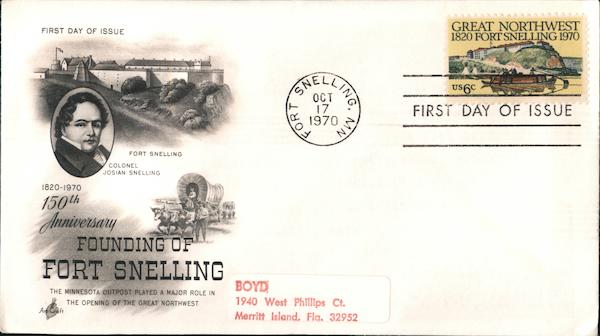 FIRST DAY OF ISSUE
FORT SNELLING
COLONEL
JOSIAN SNELLING
1820-1970
150th
Anniversary
FOUNDING OF
FORT SNELLING
THE MINNESOTA OUTPOST PLAYED A MAJOR ROLE IN
THE OPENING OF THE GREAT NORTHWEST
ArtCraft
FORT SNELLING, MN
OCT
17
1970
GREAT NORTHWEST
1820 FORT SNELLING 1970
US 6c
FIRST DAY OF ISSUE
BOYD
1940 West Phillips Ct.
Merritt Island, Fla. 32952